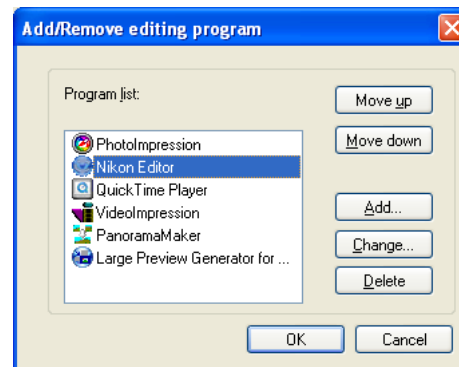 Add/Remove editing program
Program list:
PhotoImpression
Nikon Editor
QuickTime Player
VideoImpression
PanoramaMaker
Large Preview Generator for ...
Move up
Move down
Add...
Change...
Delete
OK
Cancel